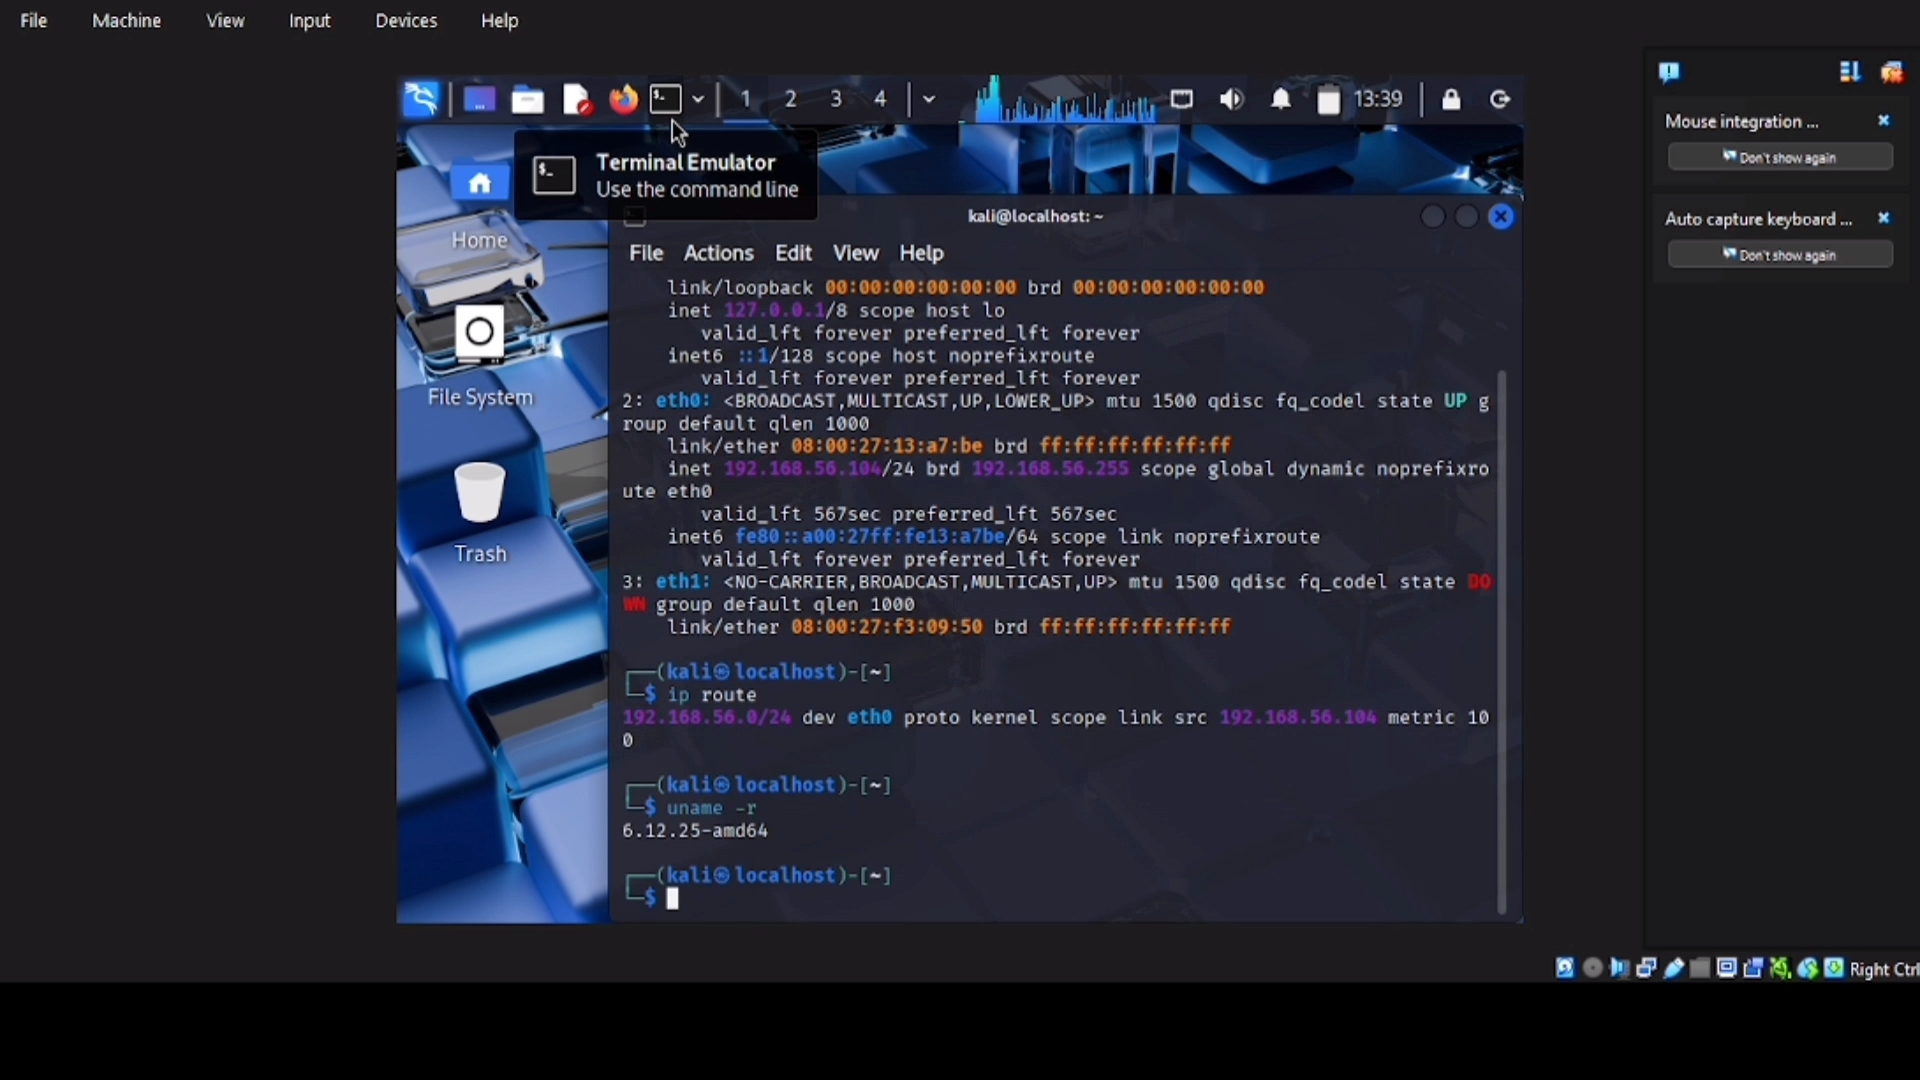 File Machine View Input Devices Help
1 2 3 4 13:39
Mouse integration ...
Don't show again
Auto capture keyboard ...
Don't show again
Terminal Emulator
Use the command line
Home
File System
Trash
kali@localhost: ~
File Actions Edit View Help
link/loopback 00:00:00:00:00:00 brd 00:00:00:00:00:00
inet 127.0.0.1/8 scope host lo
valid_lft forever preferred_lft forever
inet6 ::1/128 scope host noprefixroute
valid_lft forever preferred_lft forever
2: eth0: <BROADCAST,MULTICAST,UP,LOWER_UP> mtu 1500 qdisc fq_codel state UP g
roup default qlen 1000
link/ether 08:00:27:13:a7:be brd ff:ff:ff:ff:ff:ff
inet 192.168.56.104/24 brd 192.168.56.255 scope global dynamic noprefixro
ute eth0
valid_lft 567sec preferred_lft 567sec
inet6 fe80::a00:27ff:fe13:a7be/64 scope link noprefixroute
valid_lft forever preferred_lft forever
3: eth1: <NO-CARRIER,BROADCAST,MULTICAST,UP> mtu 1500 qdisc fq_codel state DO
WN group default qlen 1000
link/ether 08:00:27:f3:09:50 brd ff:ff:ff:ff:ff:ff
┌──(kali㉿localhost)-[~]
└─$ ip route
192.168.56.0/24 dev eth0 proto kernel scope link src 192.168.56.104 metric 10
0
┌──(kali㉿localhost)-[~]
└─$ uname -r
6.12.25-amd64
┌──(kali㉿localhost)-[~]
└─$
Right Ctrl